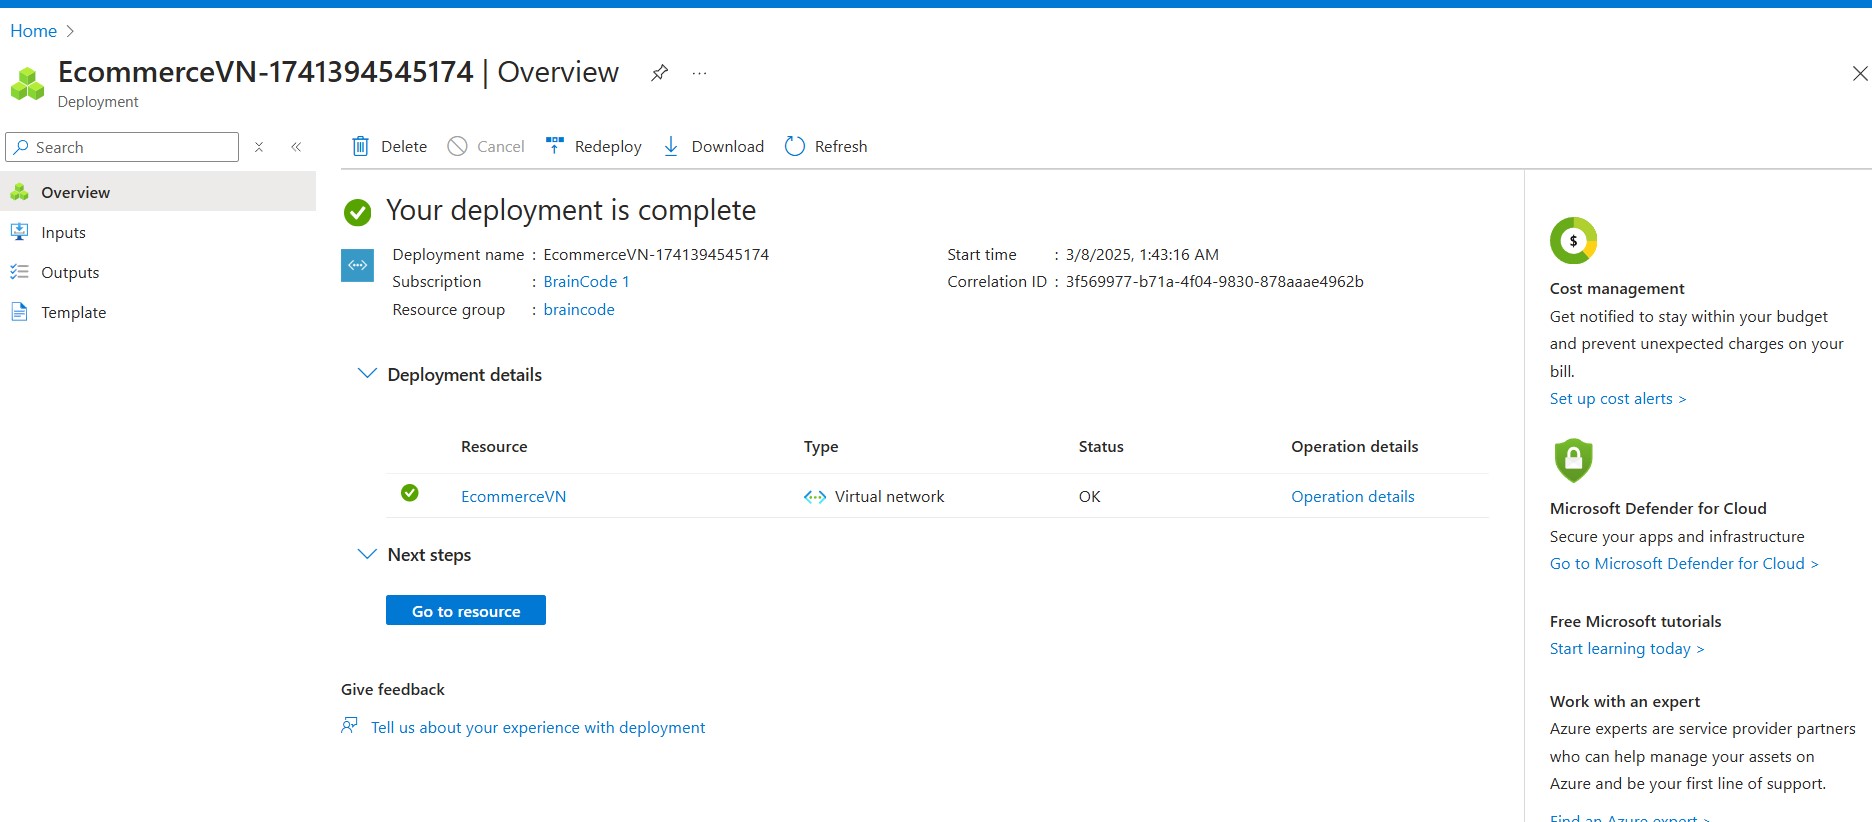 Home
EcommerceVN-1741394545174 | Overview
Deployment
Search
Delete Cancel Redeploy Download Refresh
Overview
Inputs
Outputs
Template
Your deployment is complete
Deployment name : EcommerceVN-1741394545174
Subscription : BrainCode 1
Resource group : braincode
Start time : 3/8/2025, 1:43:16 AM
Correlation ID : 3f569977-b71a-4f04-9830-878aaae4962b
Deployment details
Resource Type Status Operation details
EcommerceVN Virtual network OK Operation details
Next steps
Go to resource
Give feedback
Tell us about your experience with deployment
Cost management
Get notified to stay within your budget
and prevent unexpected charges on your
bill.
Set up cost alerts >
Microsoft Defender for Cloud
Secure your apps and infrastructure
Go to Microsoft Defender for Cloud >
Free Microsoft tutorials
Start learning today >
Work with an expert
Azure experts are service provider partners
who can help manage your assets on
Azure and be your first line of support.
Find an Azure expert >